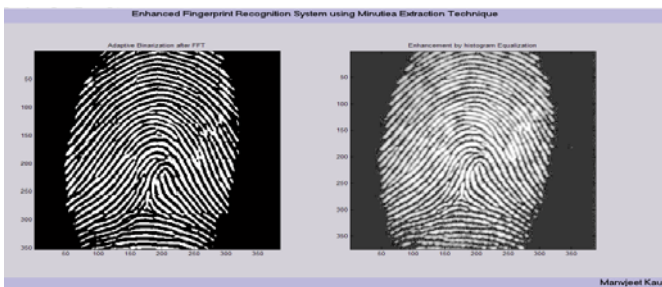 Enhanced Fingerprint Recognition System using Minutiea Extraction Technique
Adaptive Binarization after FFT
Enhancement by histogram Equalization
50
100
150
200
250
300
350
50 100 150 200 250 300 350
50
100
150
200
250
300
50 100 150 200 250 300 350
Manvjeet Kau